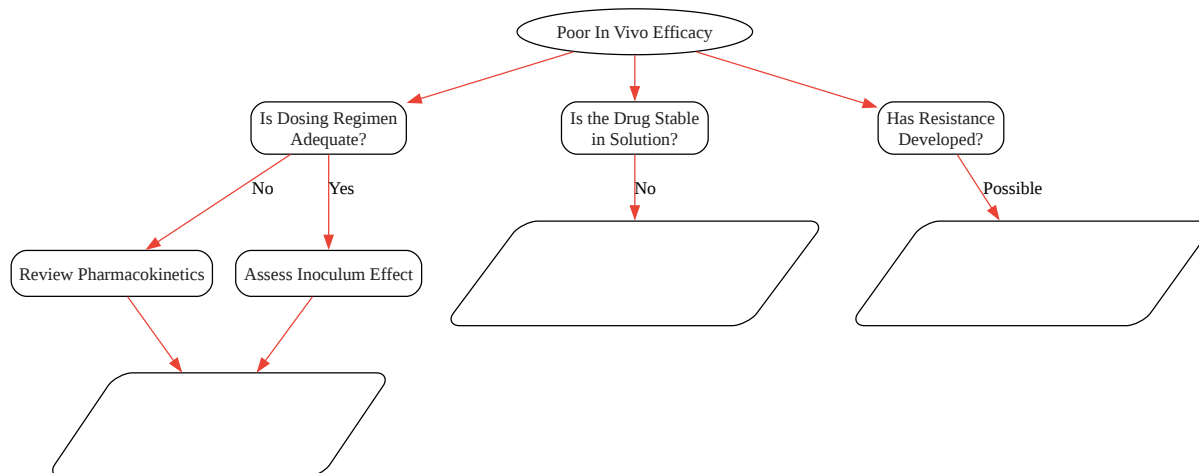 Poor In Vivo Efficacy
Is Dosing Regimen
Adequate?
Is the Drug Stable
in Solution?
Has Resistance
Developed?
No
Yes
No
Possible
Review Pharmacokinetics
Assess Inoculum Effect